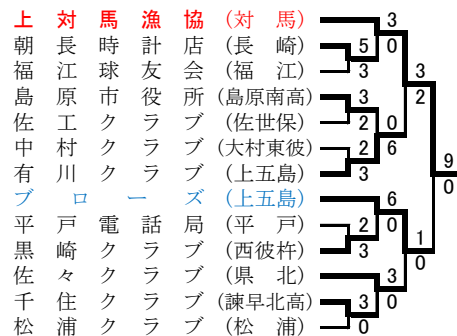 上対馬漁協 (対馬) 3
朝長時計店 (長崎) 5 0
福江球友会 (福江) 3 3
島原市役所 (島原南高) 3 2
佐工クラブ (佐世保) 2 0
中村クラブ (大村東彼) 2 6
有川クラブ (上五島) 3 9
ブローズ (上五島) 6 0
平戸電話局 (平戸) 2 0
黒崎クラブ (西彼杵) 3 1
佐々クラブ (県北) 3 0
千住クラブ (諫早北高) 3 0
松浦クラブ (松浦) 0